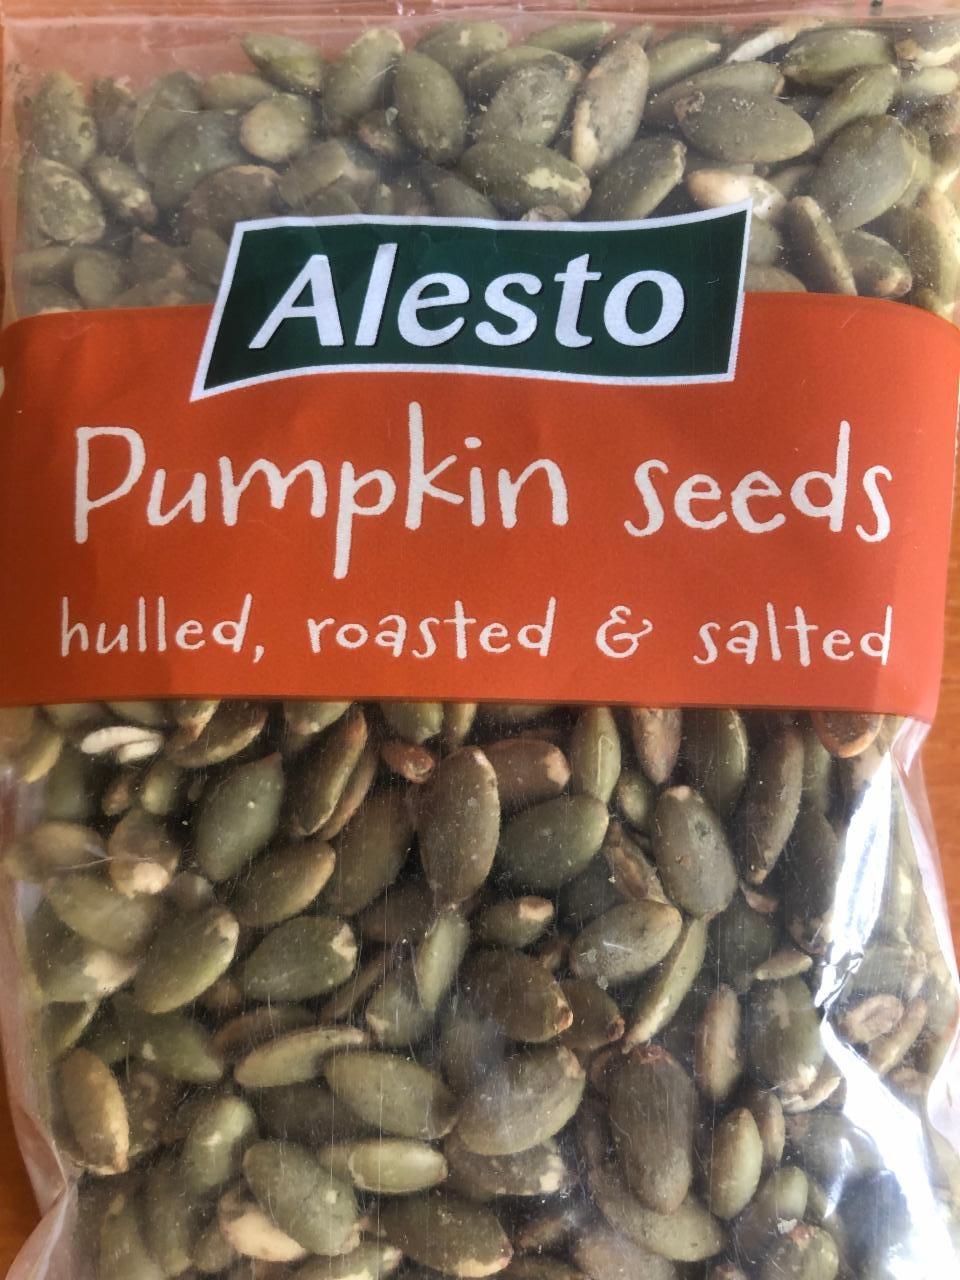 Alesto
Pumpkin seeds
hulled, roasted & salted